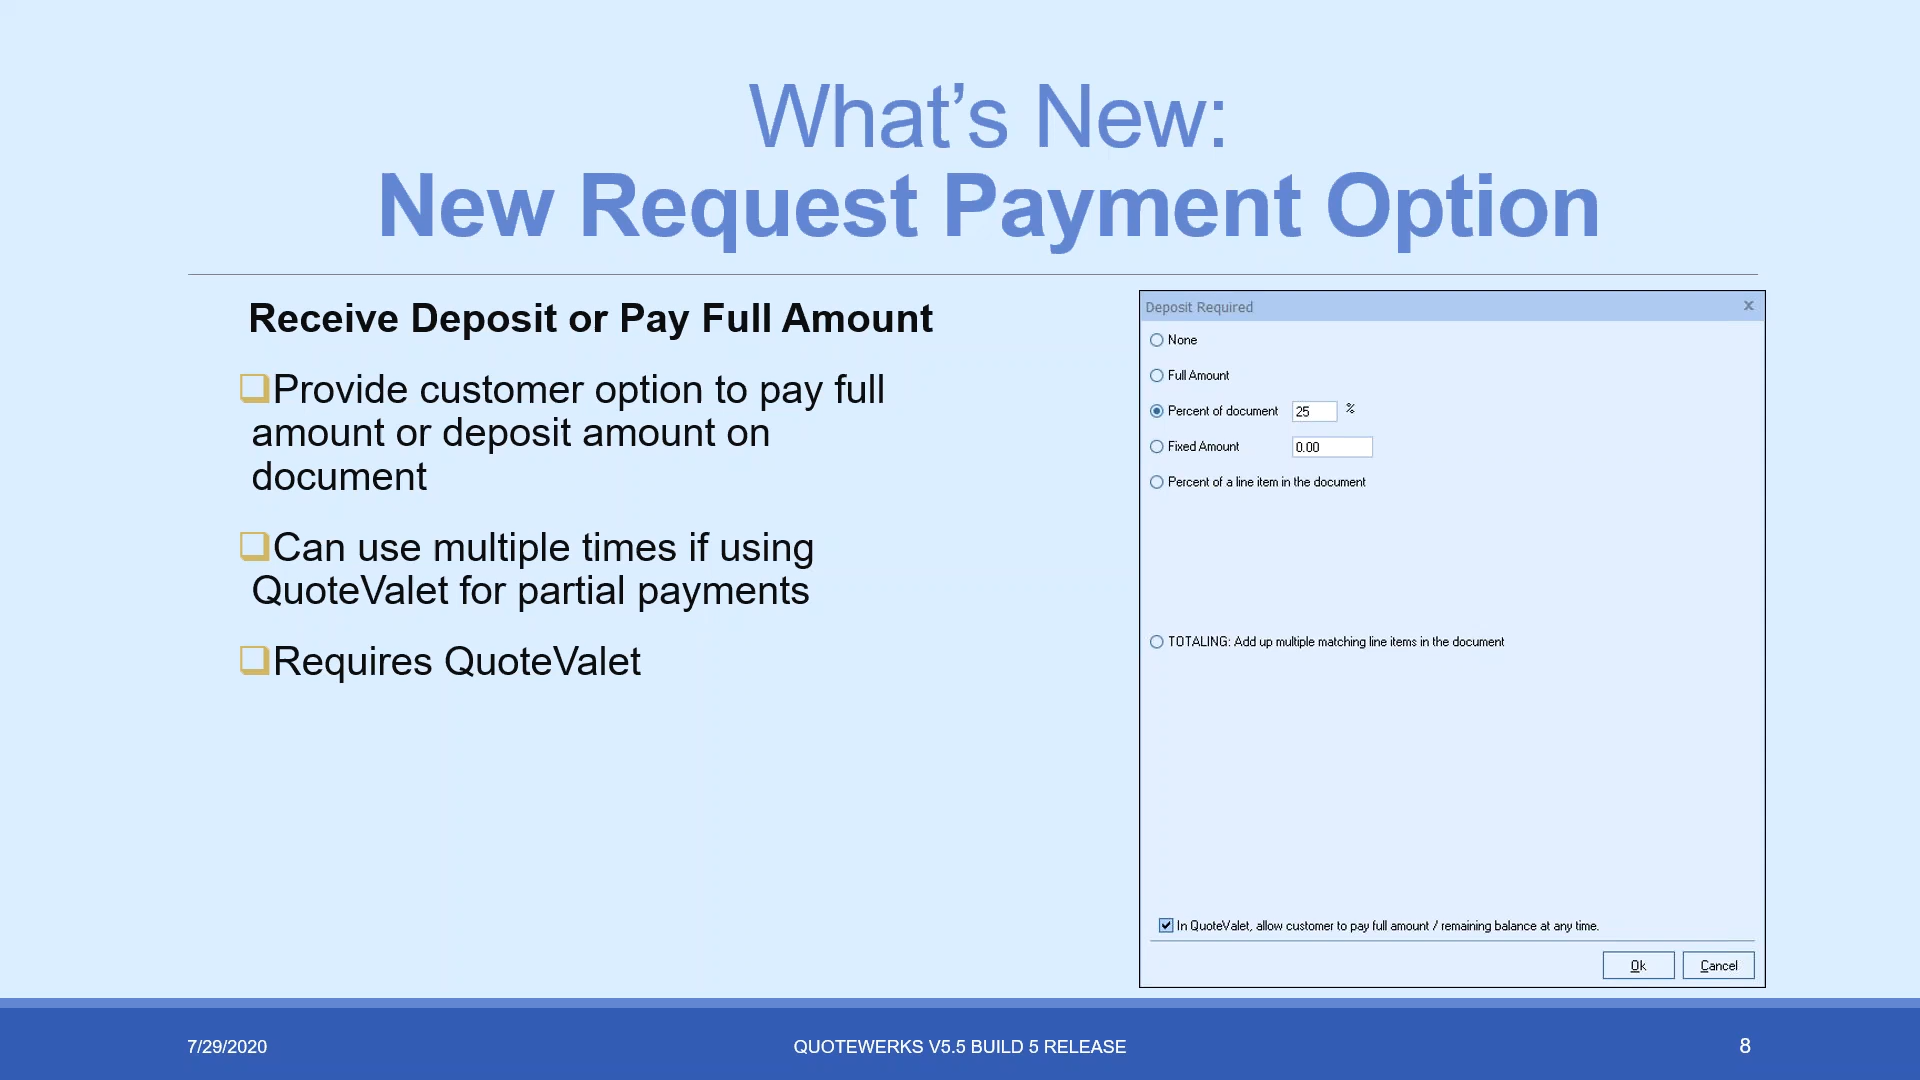 What’s New:
New Request Payment Option
Receive Deposit or Pay Full Amount
Provide customer option to pay full
amount or deposit amount on
document
Can use multiple times if using
QuoteValet for partial payments
Requires QuoteValet
Deposit Required x
None
Full Amount
Percent of document 25 %
Fixed Amount 0.00
Percent of a line item in the document
TOTALING: Add up multiple matching line items in the document
In QuoteValet, allow customer to pay full amount / remaining balance at any time.
Ok Cancel
7/29/2020 QUOTEWERKS V5.5 BUILD 5 RELEASE 8